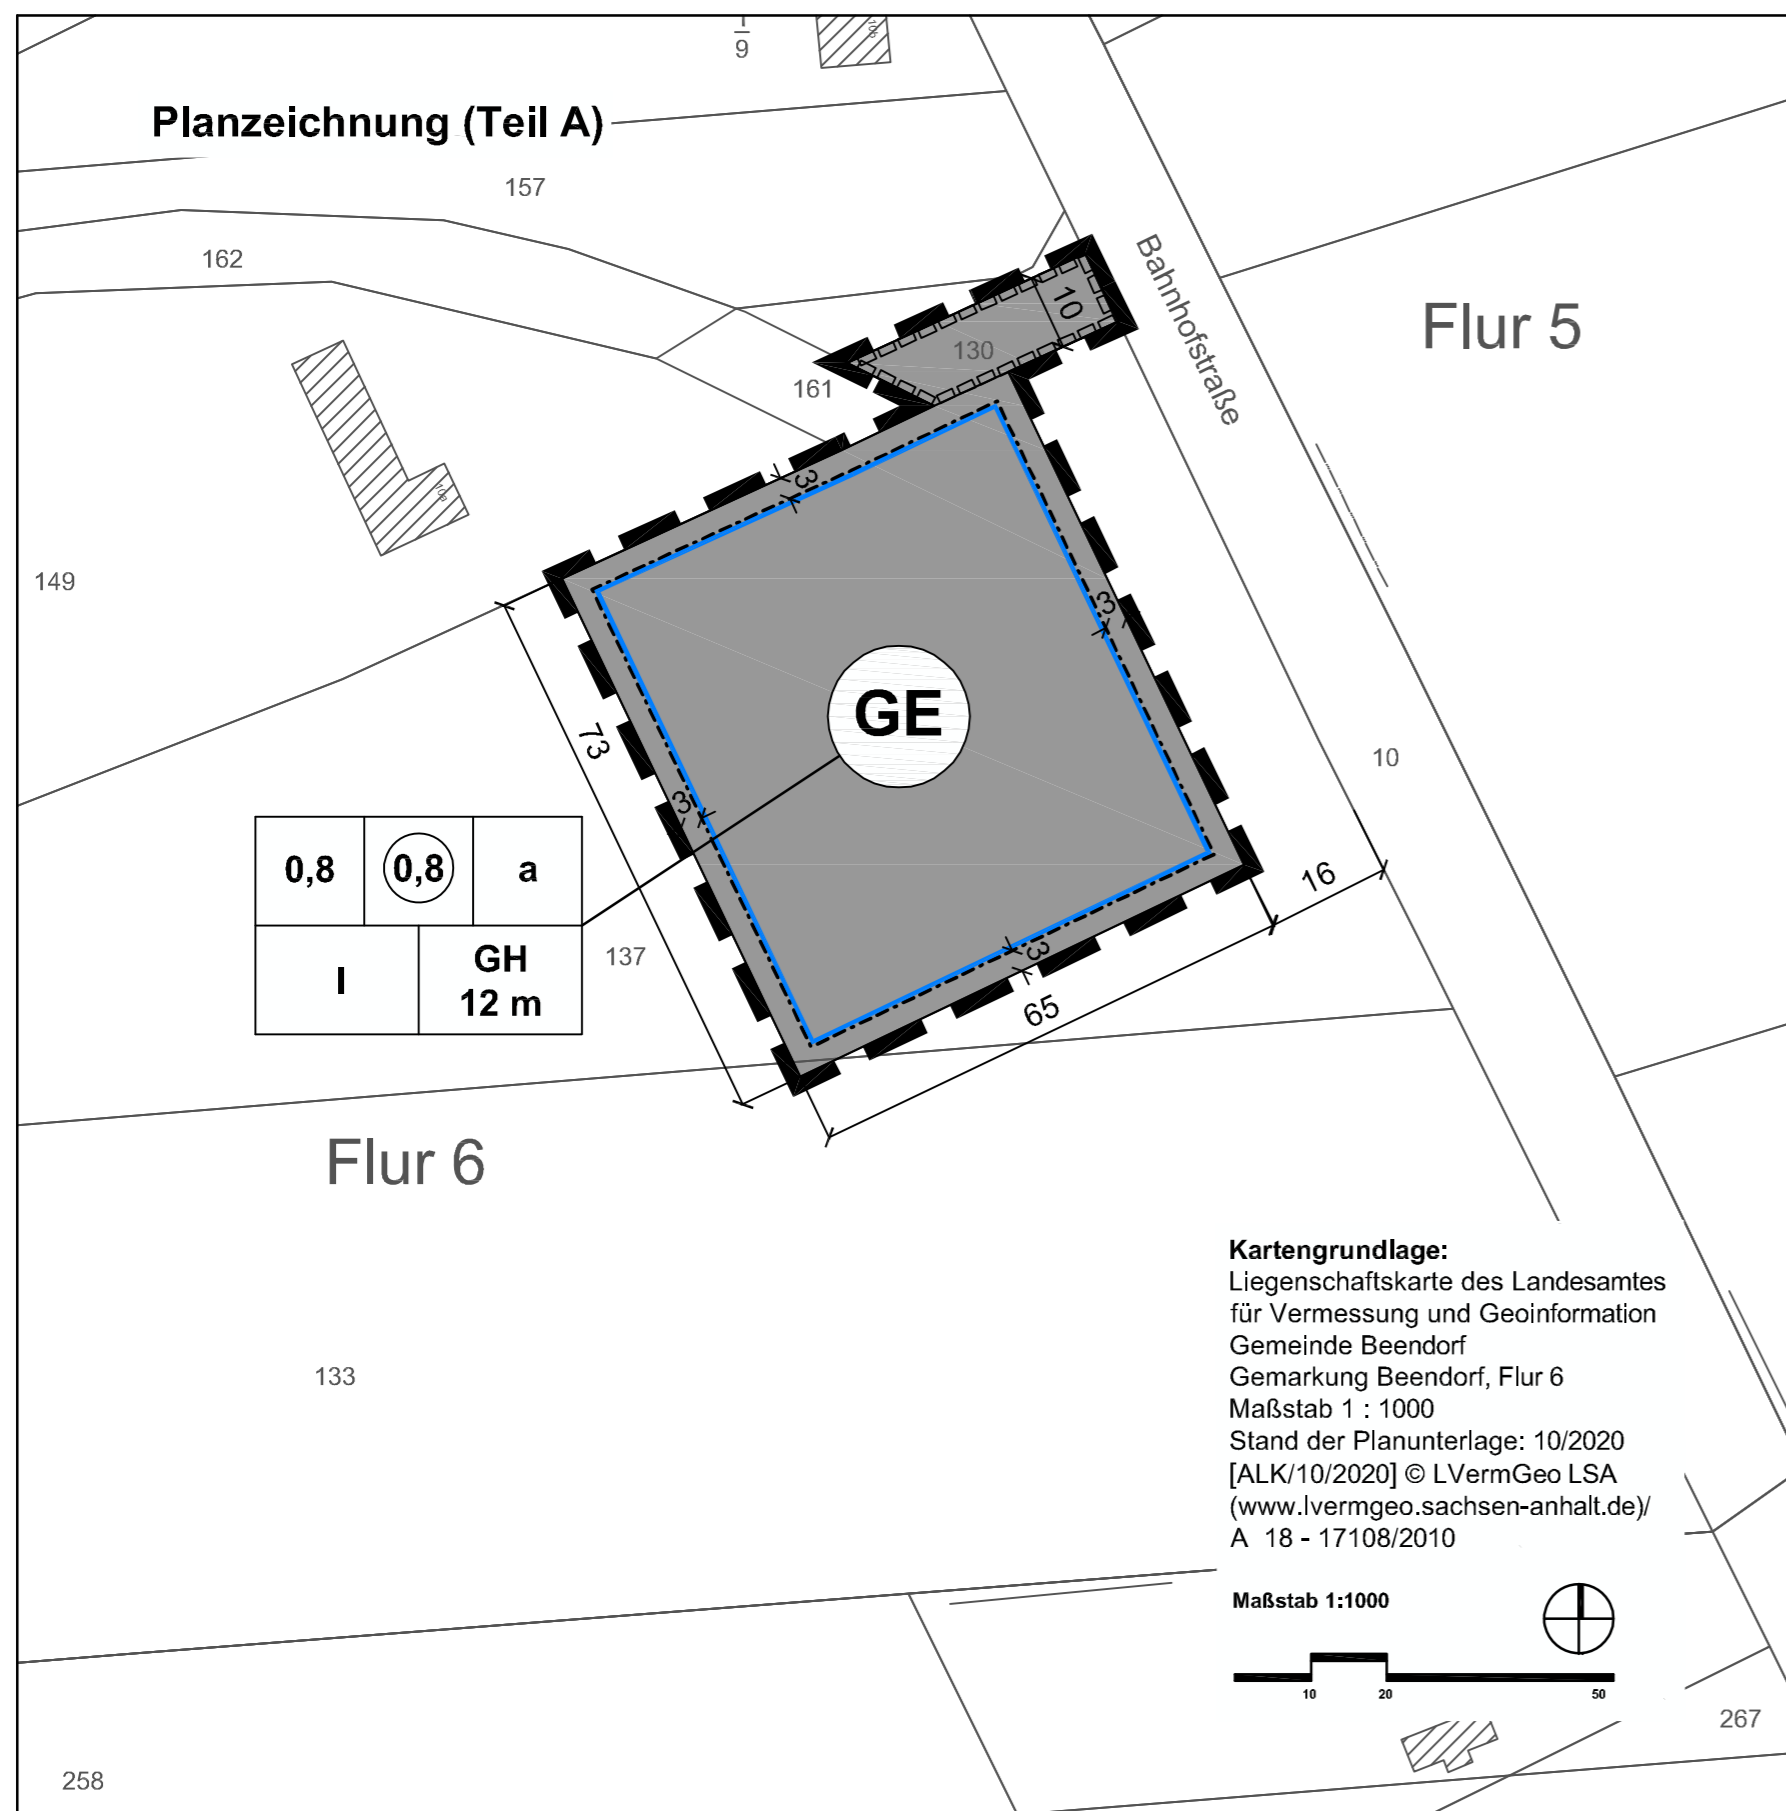 9
10b
Planzeichnung (Teil A)
157
162
Bahnhofstraße
Flur 5
10
130
161
3
10a
149
3
GE
73
10
3
0,8 0,8 a
16
I GH
12 m
137
3
65
Flur 6
Kartengrundlage:
Liegenschaftskarte des Landesamtes
für Vermessung und Geoinformation
Gemeinde Beendorf
Gemarkung Beendorf, Flur 6
Maßstab 1 : 1000
Stand der Planunterlage: 10/2020
[ALK/10/2020] © LVermGeo LSA
(www.lvermgeo.sachsen-anhalt.de)/
A 18 - 17108/2010
133
Maßstab 1:1000
10 20 50
267
258